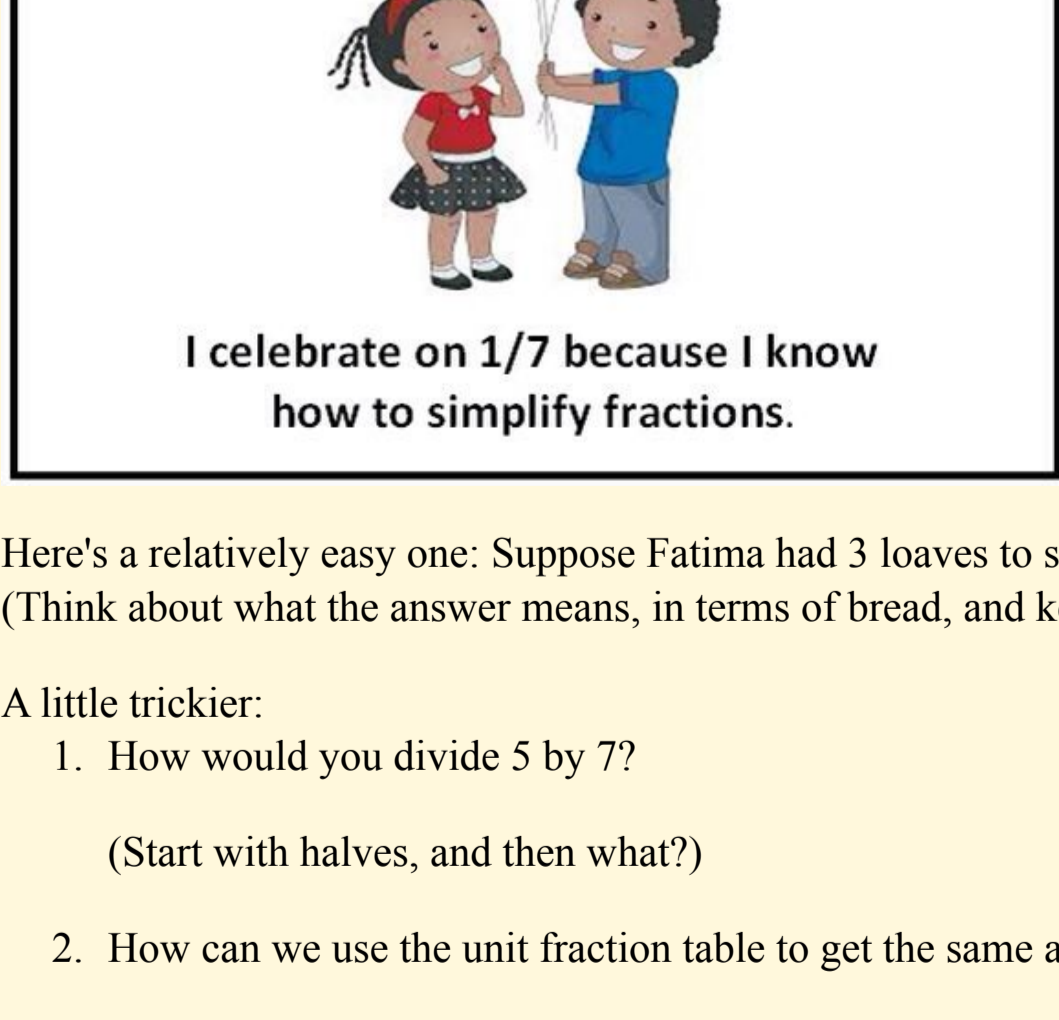 I celebrate on 1/7 because I know
how to simplify fractions.
Here's a relatively easy one: Suppose Fatima had 3 loaves to
(Think about what the answer means, in terms of bread, and
A little trickier:
1. How would you divide 5 by 7?
(Start with halves, and then what?)
2. How can we use the unit fraction table to get the same